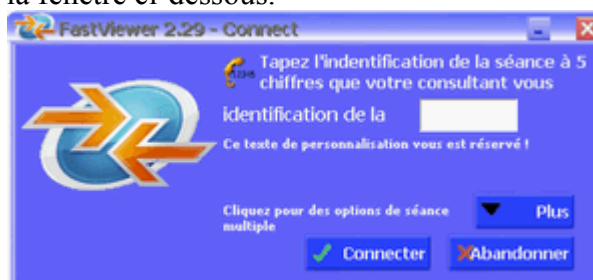 la fenêtre ci-dessous.
FastViewer 2.29 - Connect
Tapez l'indentification de la séance à 5
chiffres que votre consultant vous
identification de la
Ce texte de personnalisation vous est réservé !
Cliquez pour des options de séance
multiple
Plus
Connecter
Abandonner